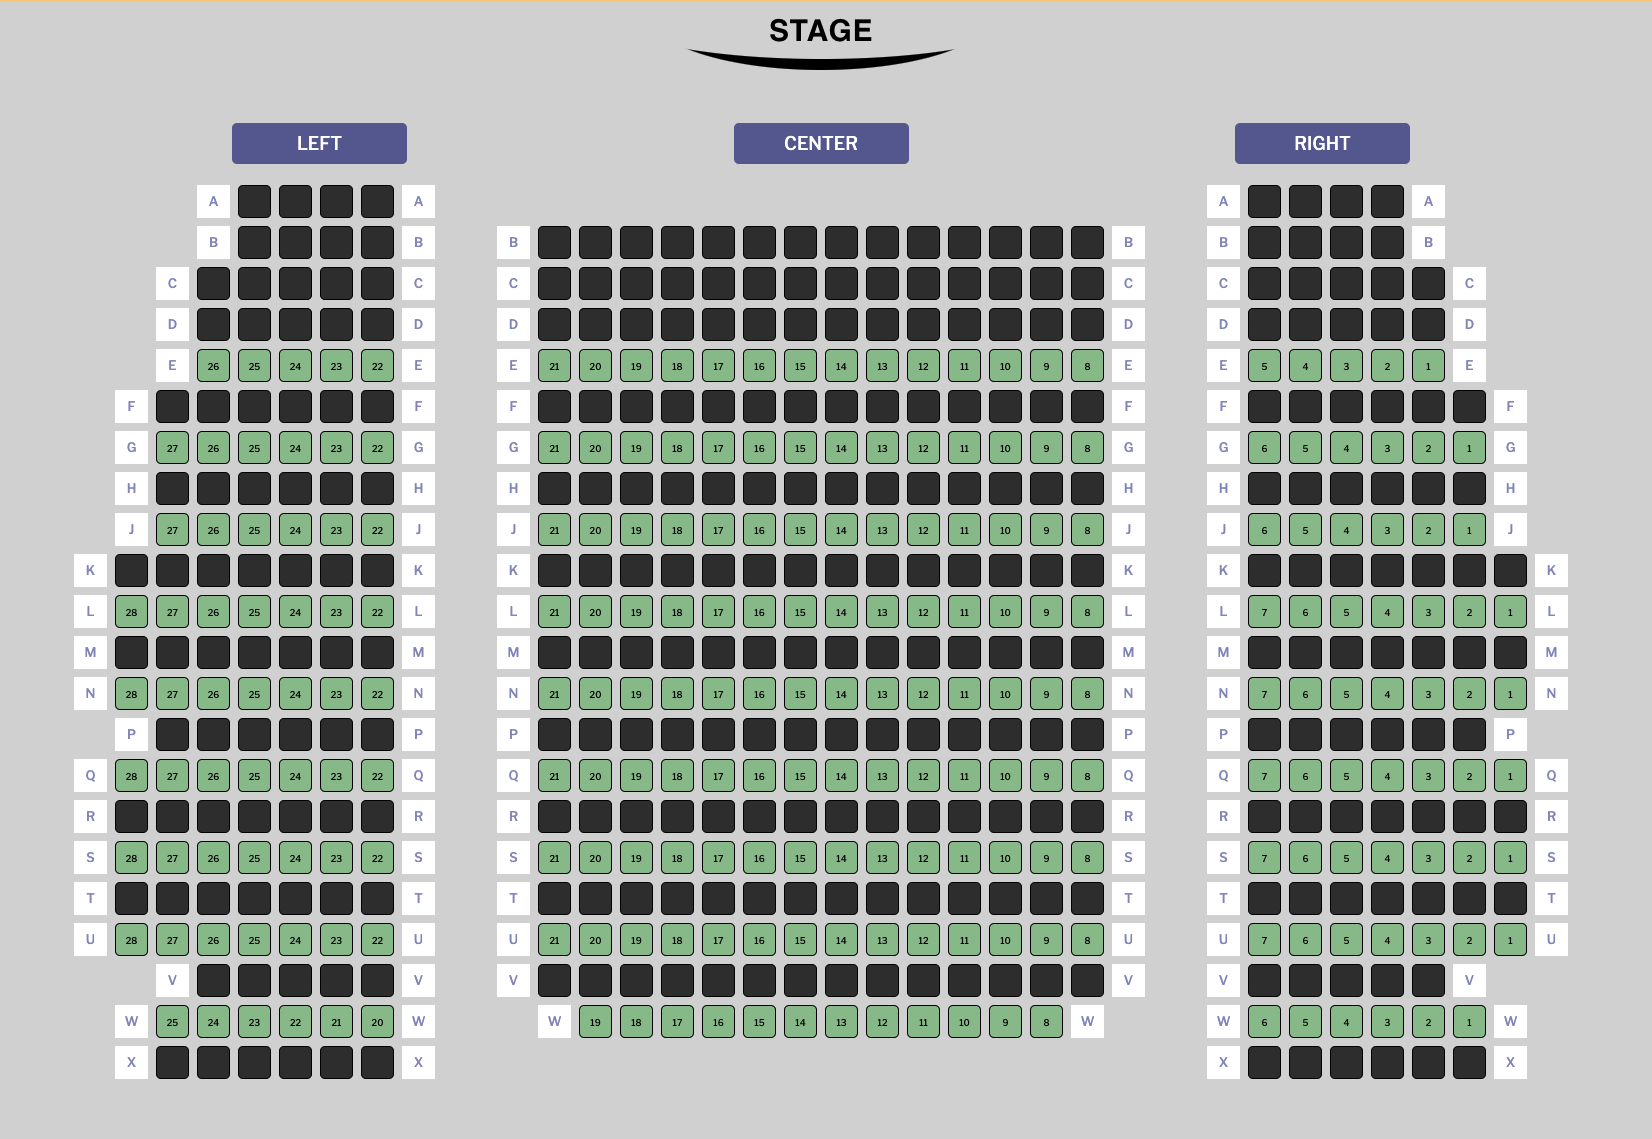 STAGE
LEFT CENTER RIGHT
A A A A
B B B B B B
C C C C C C
D D D D D D
E 26 25 24 23 22 E E 21 20 19 18 17 16 15 14 13 12 11 10 9 8 E E 5 4 3 2 1 E
F F F F F F
G 27 26 25 24 23 22 G G 21 20 19 18 17 16 15 14 13 12 11 10 9 8 G G 6 5 4 3 2 1 G
H H H H H H
J 27 26 25 24 23 22 J J 21 20 19 18 17 16 15 14 13 12 11 10 9 8 J J 6 5 4 3 2 1 J
K K K K K K
L 28 27 26 25 24 23 22 L L 21 20 19 18 17 16 15 14 13 12 11 10 9 8 L L 7 6 5 4 3 2 1 L
M M M M M M
N 28 27 26 25 24 23 22 N N 21 20 19 18 17 16 15 14 13 12 11 10 9 8 N N 7 6 5 4 3 2 1 N
P P P P P P
Q 28 27 26 25 24 23 22 Q Q 21 20 19 18 17 16 15 14 13 12 11 10 9 8 Q Q 7 6 5 4 3 2 1 Q
R R R R R R
S 28 27 26 25 24 23 22 S S 21 20 19 18 17 16 15 14 13 12 11 10 9 8 S S 7 6 5 4 3 2 1 S
T T T T T T
U 28 27 26 25 24 23 22 U U 21 20 19 18 17 16 15 14 13 12 11 10 9 8 U U 7 6 5 4 3 2 1 U
V V V V V V
W 25 24 23 22 21 20 W W 19 18 17 16 15 14 13 12 11 10 9 8 W W 6 5 4 3 2 1 W
X X X X